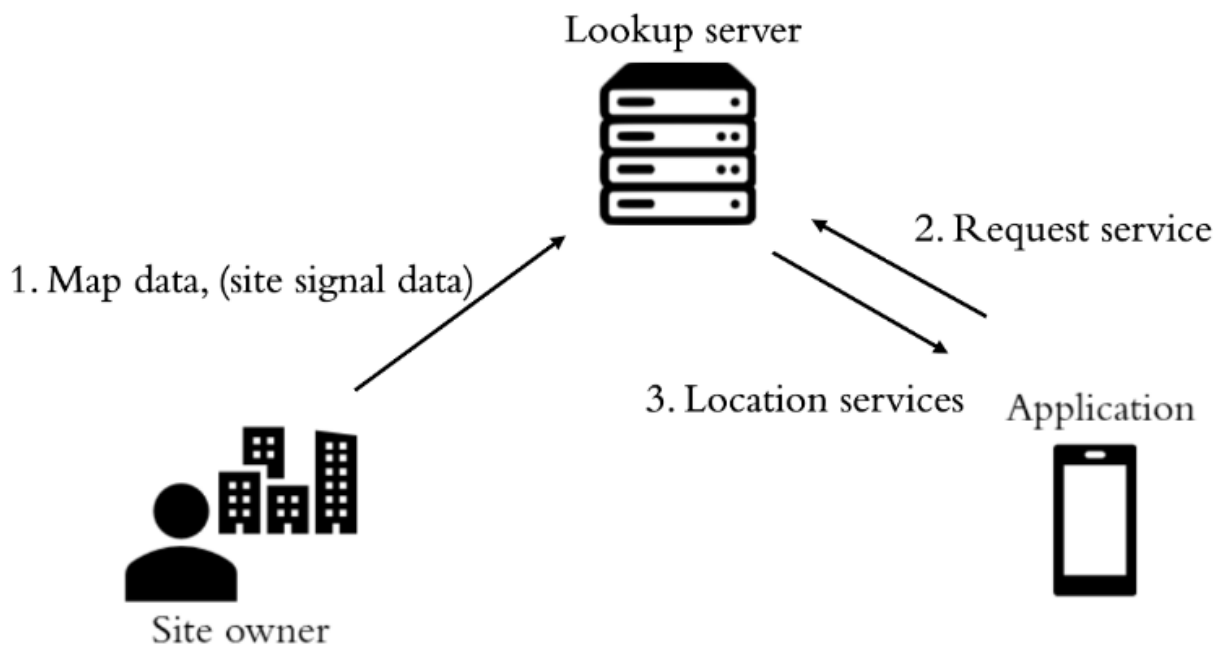 Lookup server
2. Request service
1. Map data, (site signal data)
3. Location services
Application
Site owner